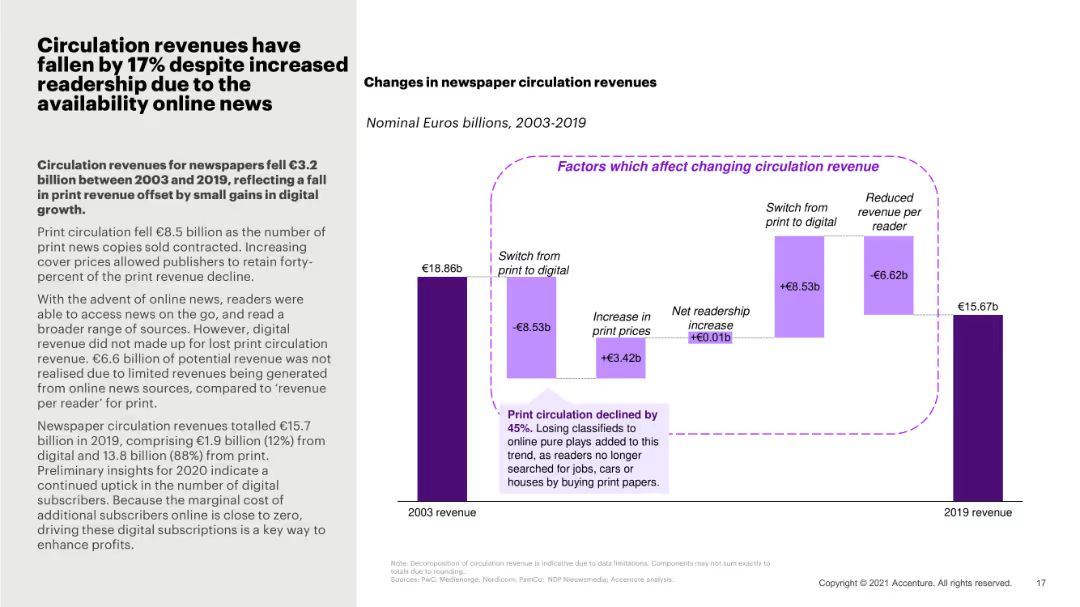 Circulation revenues have
fallen by 17% despite increased
readership due to the
availability online news
Circulation revenues for newspapers fell €3.2
billion between 2003 and 2019, reflecting a fall
in print revenue offset by small gains in digital
growth.
Print circulation fell €8.5 billion as the number of
print news copies sold contracted. Increasing
cover prices allowed publishers to retain forty-
percent of the print revenue decline.
With the advent of online news, readers were
able to access news on the go, and read a
broader range of sources. However, digital
revenue did not made up for lost print circulation
revenue. €6.6 billion of potential revenue was not
realised due to limited revenues being generated
from online news sources, compared to ‘revenue
per reader’ for print.
Newspaper circulation revenues totalled €15.7
billion in 2019, comprising €1.9 billion (12%) from
digital and 13.8 billion (88%) from print.
Preliminary insights for 2020 indicate a
continued uptick in the number of digital
subscribers. Because the marginal cost of
additional subscribers online is close to zero,
driving these digital subscriptions is a key way to
enhance profits.
Changes in newspaper circulation revenues
Nominal Euros billions, 2003-2019
Factors which affect changing circulation revenue
€18.86b
Switch from
print to digital
-€8.53b
Increase in
print prices
+€3.42b
Net readership
increase
+€0.01b
Switch from
print to digital
+€8.53b
Reduced
revenue per
reader
-€6.62b
€15.67b
Print circulation declined by
45%. Losing classifieds to
online pure plays added to this
trend, as readers no longer
searched for jobs, cars or
houses by buying print papers.
2003 revenue
2019 revenue
Note: Decomposition of circulation revenue is indicative due to data limitations. Components may not sum exactly to
totals due to rounding.
Sources: PwC; Medienorge; Nordicom; PamCo; NDP Nieuwsmedia; Accenture analysis.
Copyright © 2021 Accenture. All rights reserved.
17